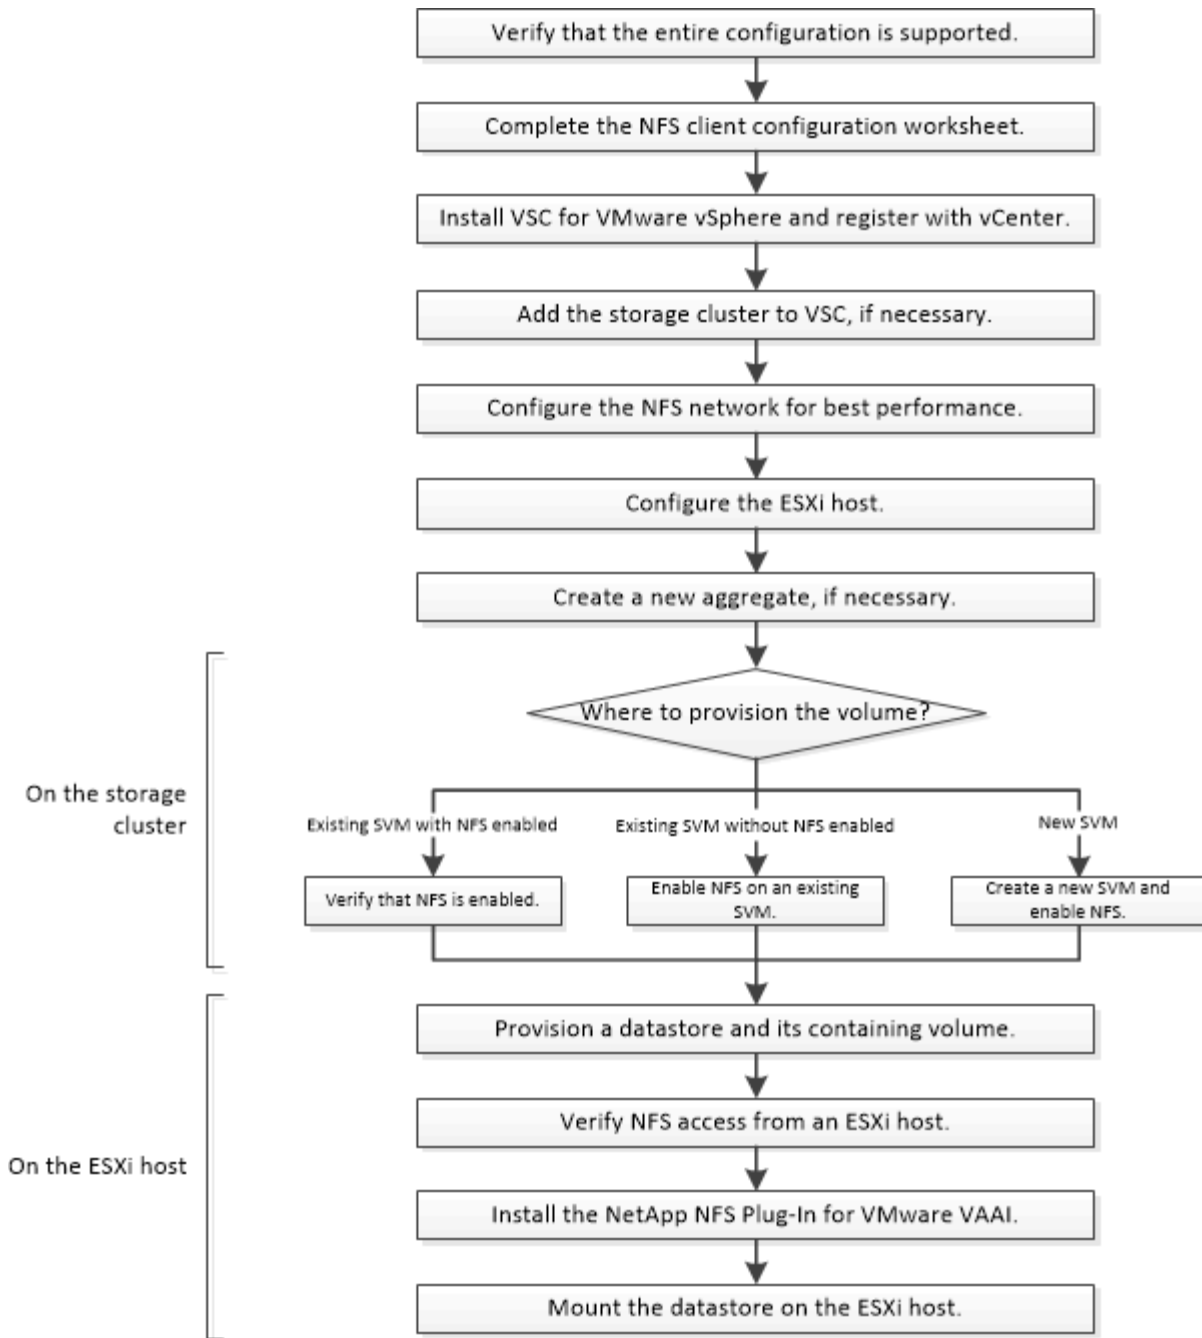 Verify that the entire configuration is supported.
Complete the NFS client configuration worksheet.
Install VSC for VMware vSphere and register with vCenter.
Add the storage cluster to VSC, if necessary.
Configure the NFS network for best performance.
Configure the ESXi host.
Create a new aggregate, if necessary.
Where to provision the volume?
On the storage
cluster
Existing SVM with NFS enabled
Existing SVM without NFS enabled
New SVM
Verify that NFS is enabled.
Enable NFS on an existing
SVM.
Create a new SVM and
enable NFS.
Provision a datastore and its containing volume.
Verify NFS access from an ESXi host.
On the ESXi host
Install the NetApp NFS Plug-In for VMware VAAI.
Mount the datastore on the ESXi host.